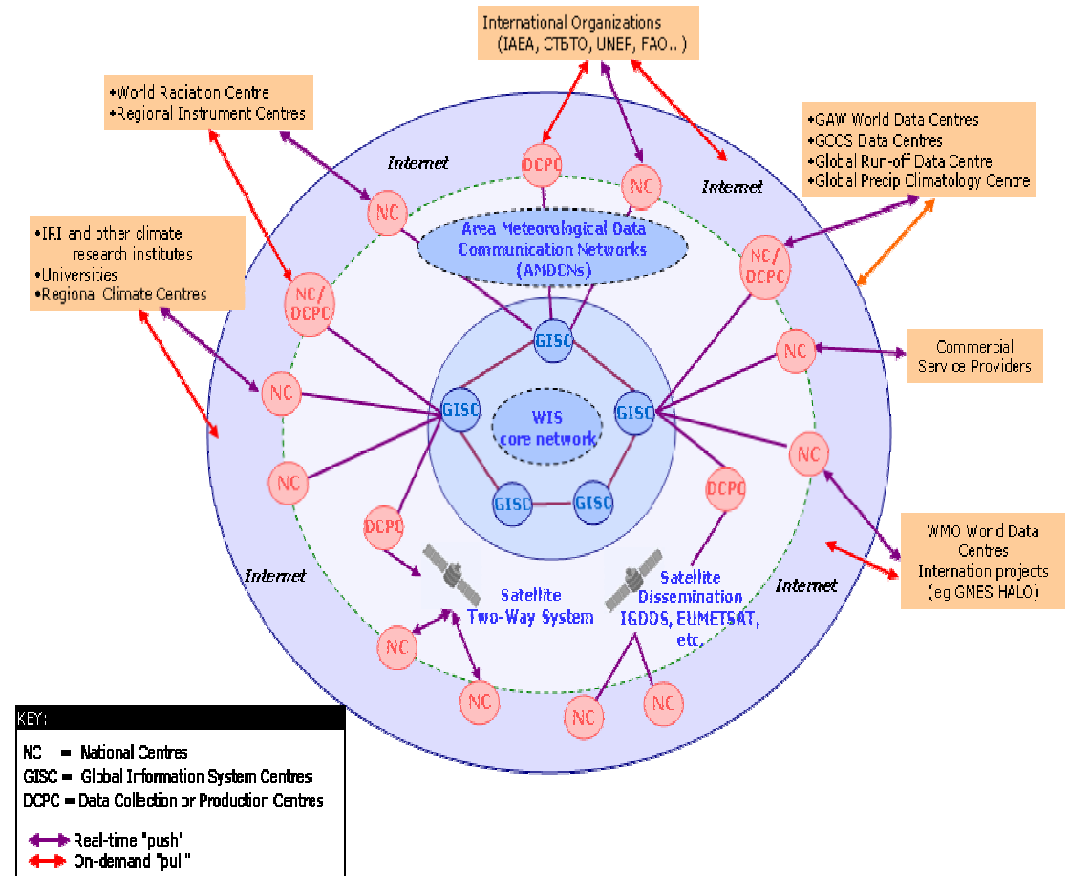 International Organizations
(IAEA, CTBTO, UNEP, FAO...)
•World Radiation Centre
•Regional Instrument Centres
•GAW World Data Centres
•GCOS Data Centres
•Global Run-off Data Centre
•Global Precip Climatology Centre
Internet
DCPC
NC
Internet
NC
Area Meteorological Data
Communication Networks
(AMDCNs)
NC/
DCPC
•IRI and other climate
research institutes
•Universities
•Regional Climate Centres
NC/
DCPC
GISC
NC
Commercial
Service Providers
NC
GISC
WIS
core network
GISC
NC
NC
GISC
GISC
DCPC
DCPC
WMO World Data
Centres
Internation projects
(eg GMES HALO)
Internet
Satellite
Two-Way System
Satellite
Dissemination
IGDDS, EUMETSAT,
etc.
Internet
NC
NC
NC
NC
KEY:
NC = National Centres
GISC = Global Information System Centres
DCPC = Data Collection or Production Centres
Real-time "push"
On-demand "pull"